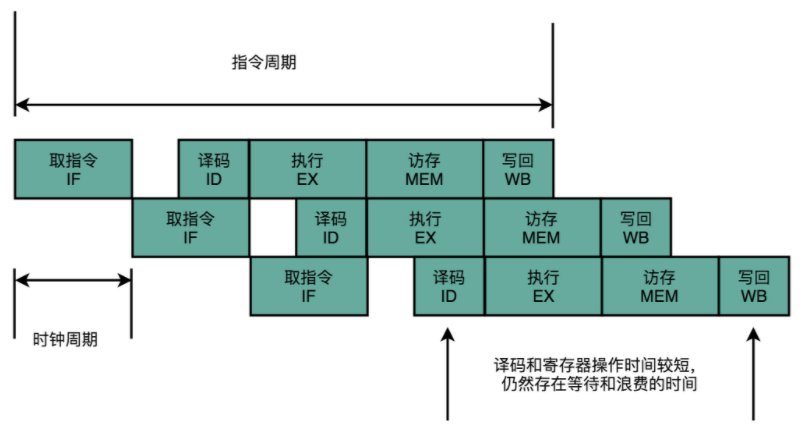 指令周期
取指令
IF
译码
ID
执行
EX
访存
MEM
写回
WB
取指令
IF
译码
ID
执行
EX
访存
MEM
写回
WB
取指令
IF
译码
ID
执行
EX
访存
MEM
写回
WB
时钟周期
译码和寄存器操作时间较短,
仍然存在等待和浪费的时间